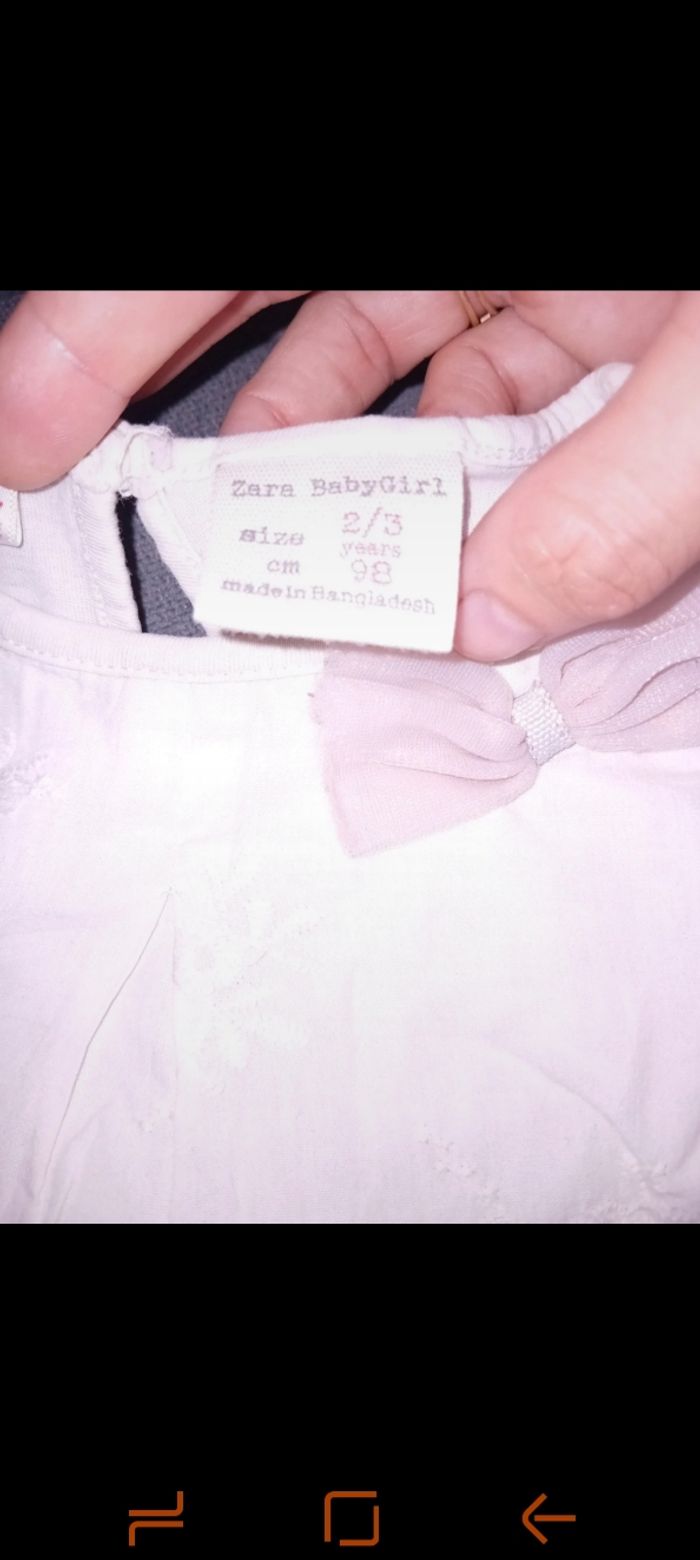 Zara BabyGirl
size 2/3
years
cm 98
made in Bangladesh